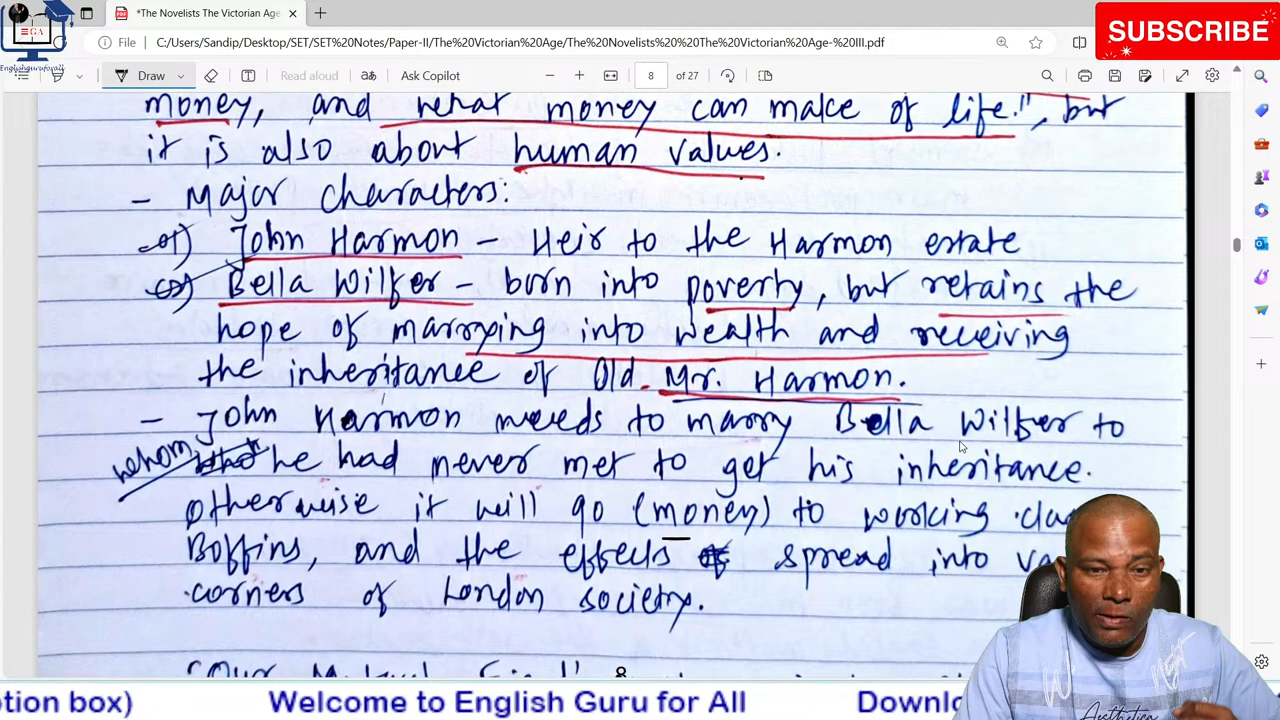 *The Novelists The Victorian Age
SUBSCRIBE
EGA
Englishguruforall
File C:/Users/Sandip/Desktop/SET/SET%20Notes/Paper-II/The%20Victorian%20Age/The%20Novelists%20%20The%20Victorian%20Age-%20III.pdf
Draw Read aloud Ask Copilot 8 of 27
money, and what money can make of life!", but
it is also about human values.
- Major characters:
John Harmon - Heir to the Harmon estate
Bella Wilfer - born into poverty, but retains the
hope of marrying into wealth and receiving
the inheritance of Old Mr. Harmon.
- John Harmon needs to marry Bella Wilfer to
whom he had never met to get his inheritance.
Otherwise it will go (money) to working
Boffins, and the effects spread into
corners of London society.
8
ption box) Welcome to English Guru for All Downlo